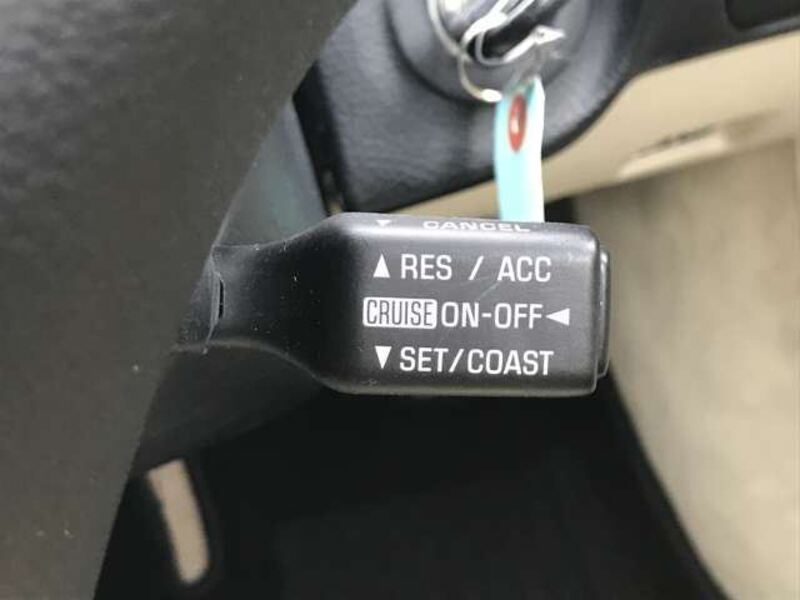 ▼ CANCEL
▲ RES / ACC
CRUISE ON-OFF ◀
▼ SET/COAST